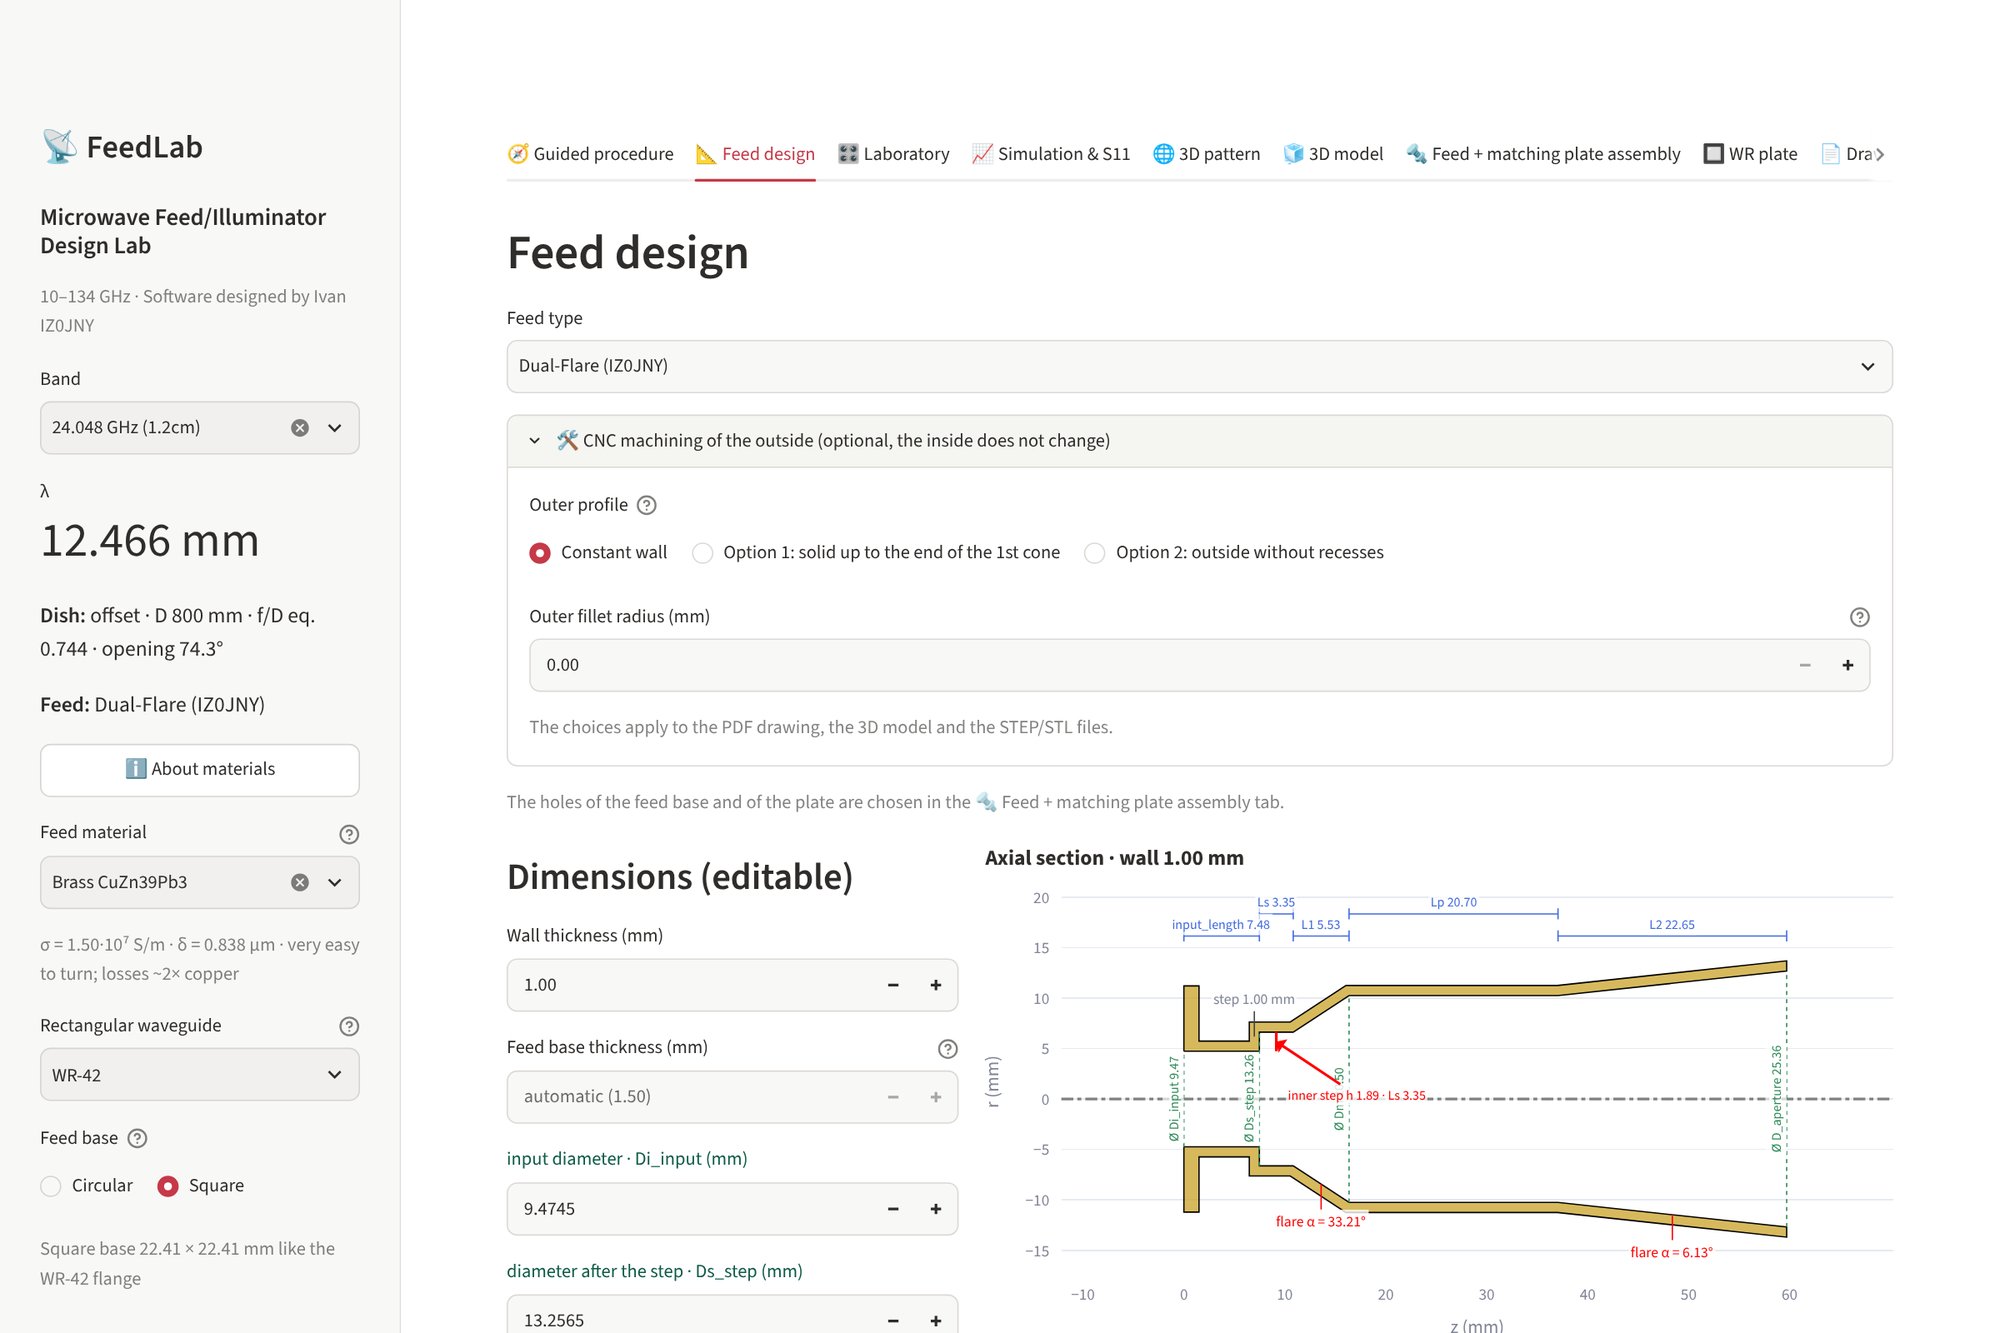 FeedLab
Microwave Feed/Illuminator
Design Lab
10–134 GHz · Software designed by Ivan
IZ0JNY
Band
24.048 GHz (1.2cm)
λ
12.466 mm
Dish: offset · D 800 mm · f/D eq.
0.744 · opening 74.3°
Feed: Dual-Flare (IZ0JNY)
About materials
Feed material
Brass CuZn39Pb3
σ = 1.50·10⁷ S/m · δ = 0.838 µm · very easy
to turn; losses ~2× copper
Rectangular waveguide
WR-42
Feed base
Circular
Square
Square base 22.41 × 22.41 mm like the
WR-42 flange
Guided procedure
Feed design
Laboratory
Simulation & S11
3D pattern
3D model
Feed + matching plate assembly
WR plate
Feed design
Feed type
Dual-Flare (IZ0JNY)
CNC machining of the outside (optional, the inside does not change)
Outer profile
Constant wall
Option 1: solid up to the end of the 1st cone
Option 2: outside without recesses
Outer fillet radius (mm)
0.00
The choices apply to the PDF drawing, the 3D model and the STEP/STL files.
The holes of the feed base and of the plate are chosen in the Feed + matching plate assembly tab.
Dimensions (editable)
Wall thickness (mm)
1.00
Feed base thickness (mm)
automatic (1.50)
input diameter · Di_input (mm)
9.4745
diameter after the step · Ds_step (mm)
13.2565
Axial section · wall 1.00 mm
20
15
10
5
0
−5
−10
−15
r (mm)
Ls 3.35
Lp 20.70
input_length 7.48
L1 5.53
L2 22.65
step 1.00 mm
Ø Di_input 9.47
Ø Ds_step 13.26
Ø D_aperture 25.36
inner step h 1.89 · Ls 3.35
flare α = 33.21°
flare α = 6.13°
−10
0
10
20
30
40
50
60
z (mm)